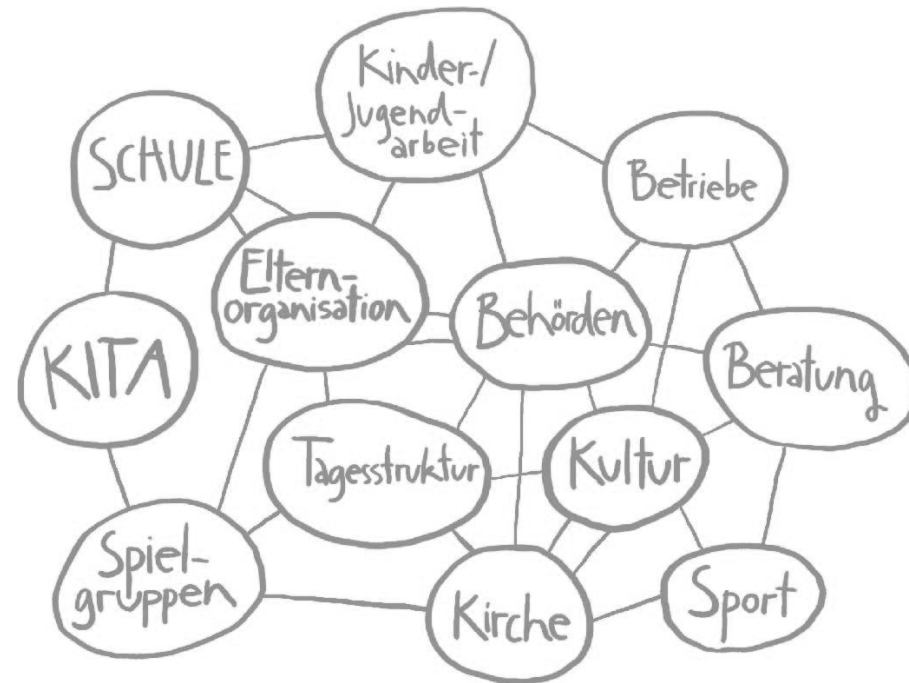 Kinder-/
Jugend-
arbeit
SCHULE
Betriebe
Eltern-
organisation
Behörden
KITA
Beratung
Tagesstruktur
Kultur
Spiel-
gruppen
Kirche
Sport